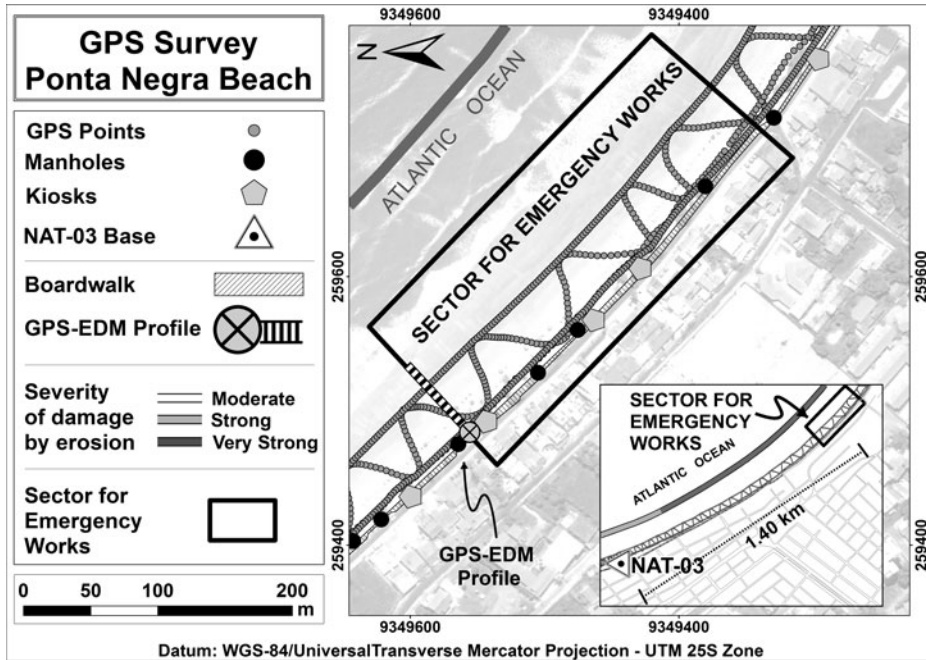 GPS Survey
Ponta Negra Beach
GPS Points
Manholes
Kiosks
NAT-03 Base
Boardwalk
GPS-EDM Profile
Severity
of damage
by erosion
Moderate
Strong
Very Strong
Sector for
Emergency
Works
0 50 100 200
m
9349600 9349400
N
ATLANTIC OCEAN
SECTOR FOR EMERGENCY WORKS
259600
259600
259400
259400
GPS-EDM
Profile
SECTOR FOR
EMERGENCY
WORKS
ATLANTIC OCEAN
1.40 km
NAT-03
9349600 9349400
Datum: WGS-84/UniversalTransverse Mercator Projection - UTM 25S Zone